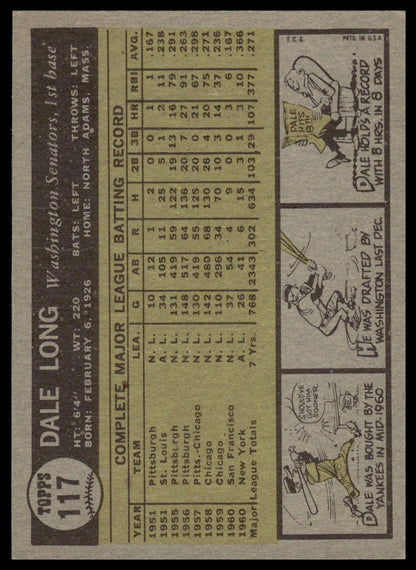 TOPPS
117
DALE LONG
Washington Senators, 1st base
HT: 6'4" WT: 220 BATS: LEFT THROWS: LEFT
BORN: FEBRUARY 6, 1926 HOME: NORTH ADAMS, MASS.
COMPLETE MAJOR LEAGUE BATTING RECORD
YEAR TEAM LEA. G AB R H 2B 3B HR RBI AVG.
1951 Pittsburgh N. L. 10 12 1 2 0 0 1 1 .167
1951 St. Louis A. L. 34 105 11 25 5 1 2 11 .238
1955 Pittsburgh N. L. 131 419 59 122 19 13 16 79 .291
1956 Pittsburgh N. L. 148 517 64 136 20 7 27 91 .263
1957 Pitts.-Chicago N. L. 130 419 55 125 20 4 21 67 .298
1958 Chicago N. L. 142 480 68 130 26 4 20 75 .271
1959 Chicago N. L. 110 296 34 70 10 3 14 37 .236
1960 San Francisco N. L. 37 54 4 9 0 0 3 6 .167
1960 New York A. L. 26 41 6 15 3 1 3 10 .366
Major League Totals 7 Yrs. 768 2343 302 634 103 29 107 377 .271
SHOULD'VE
GOT HIM
SOONER!
DALE WAS BOUGHT BY THE
YANKEES IN MID-1960
HE WAS DRAFTED BY
WASHINGTON LAST DEC.
T.C.G. PRTD. IN U.S.A.
DALE
HITS
8TH
DALE HOLDS A RECORD
WITH 8 HRS. IN 8 DAYS